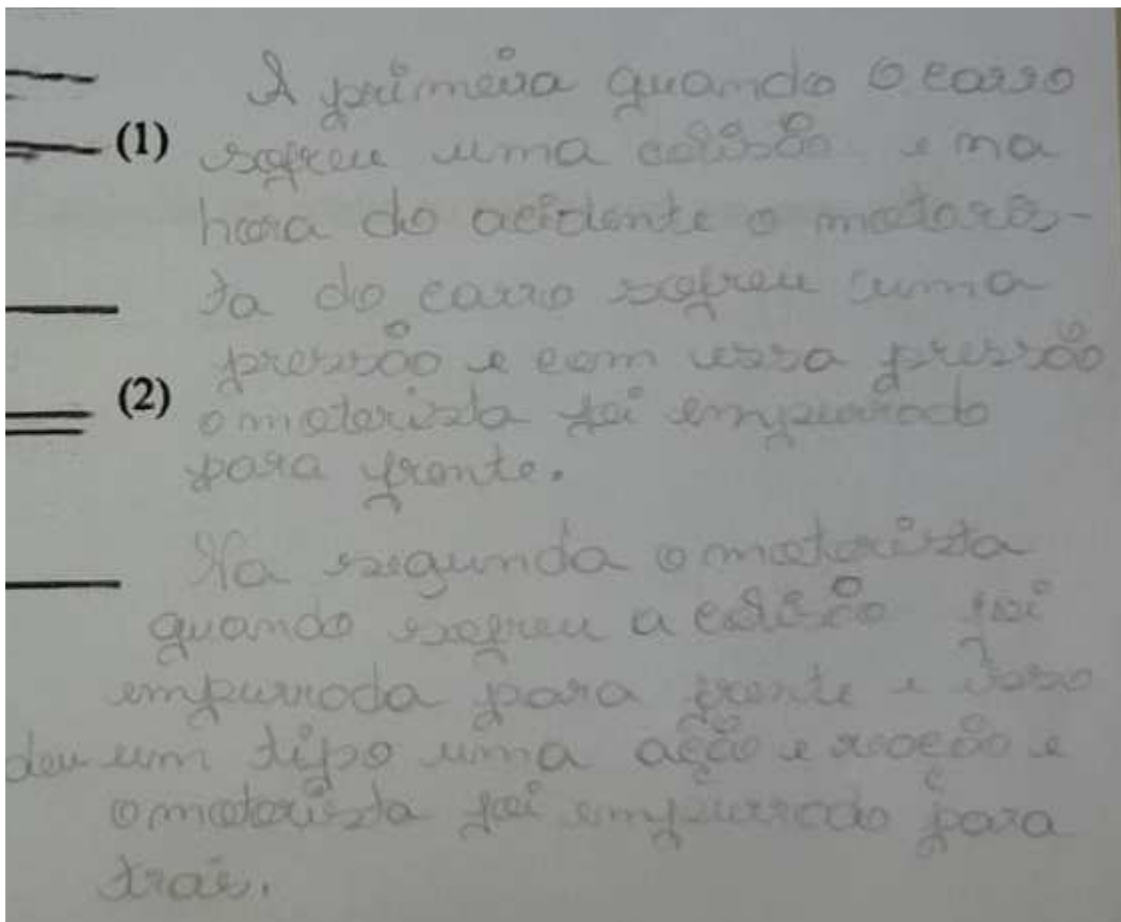 A primeira quando o carro
(1) sofreu uma colisão e na
hora do acidente o motoris-
ta do carro sofreu uma
pressão e com essa pressão
(2) o motorista foi empurrado
para frente.
Na segunda o motorista
quando sofreu a colisão foi
empurroda para frente e isso
deu um tipo uma ação e reação e
o motorista foi empurrado para
trais.